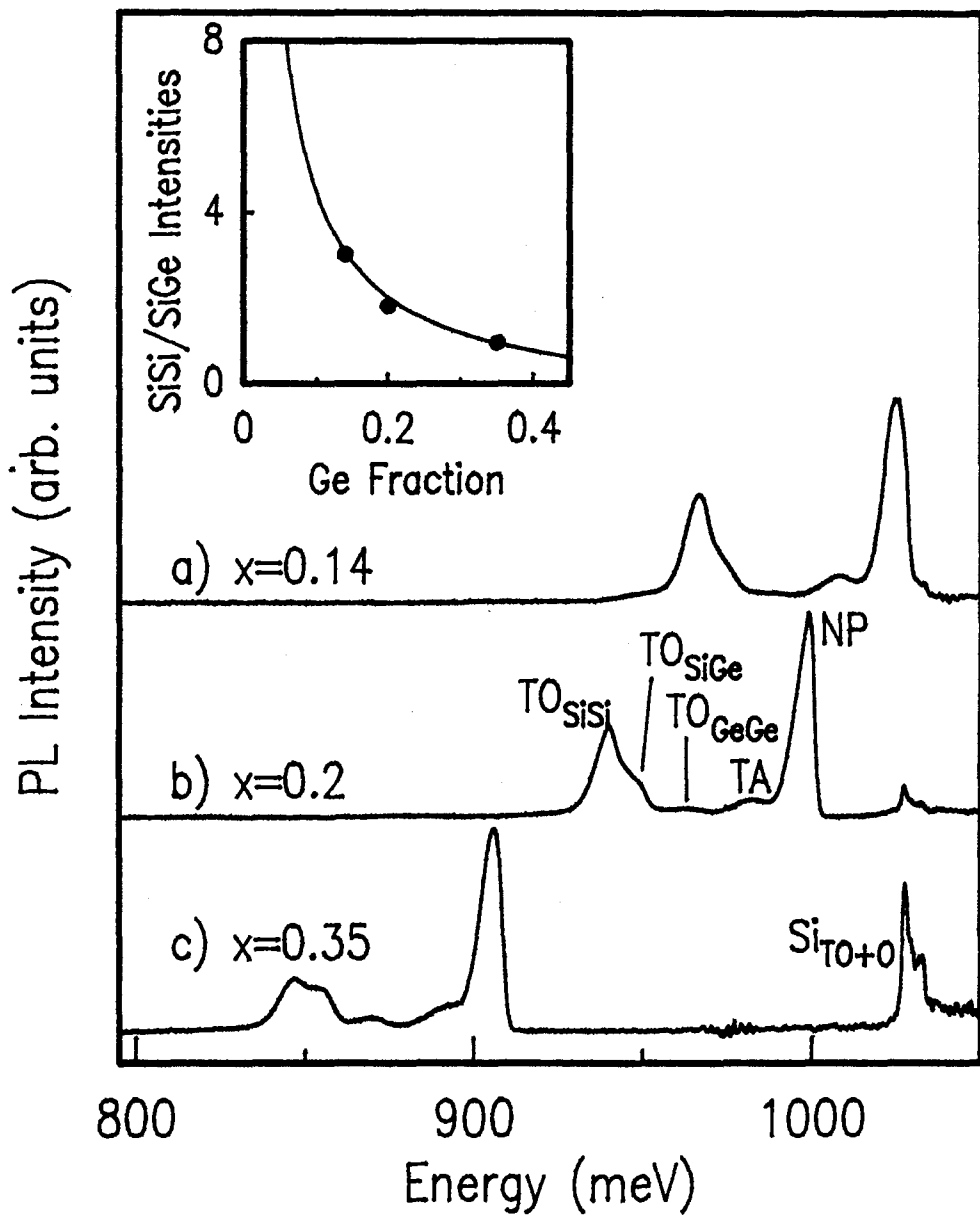 8
4
0
SiSi/SiGe Intensities
0 0.2 0.4
Ge Fraction
PL Intensity (arb. units)
a) x=0.14
NP
TO_SiGe
TO_SiSi
TO_GeGe
TA
b) x=0.2
c) x=0.35
Si_TO+O
800 900 1000
Energy (meV)